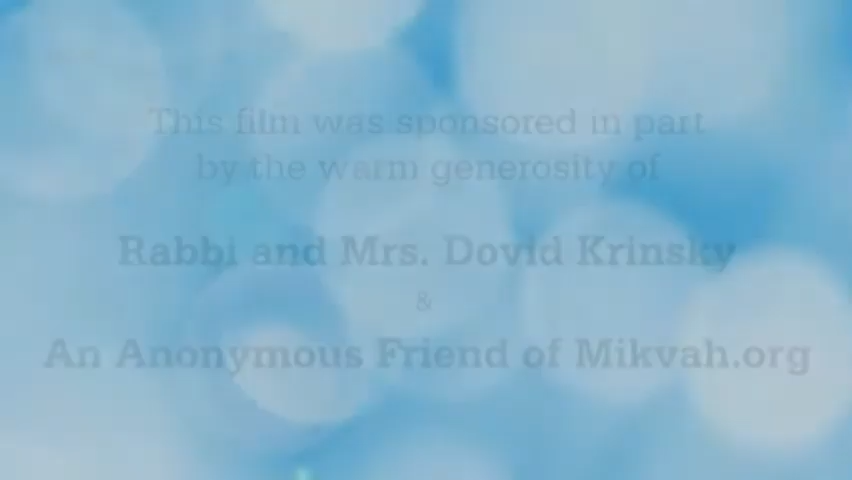 This film was sponsored in part
by the warm generosity of
Rabbi and Mrs. Dovid Krinsky
&
An Anonymous Friend of Mikvah.org